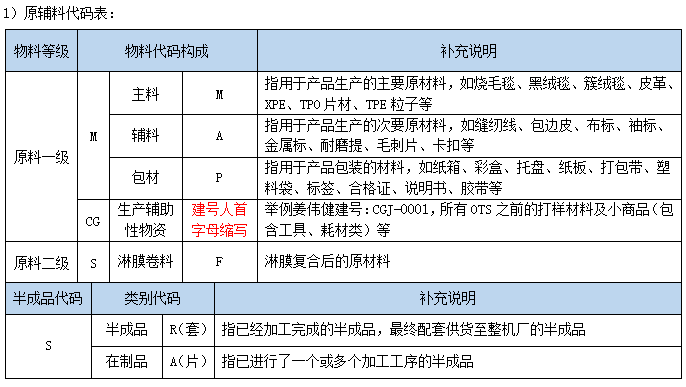 1）原辅料代码表：
物料等级 物料代码构成 补充说明
原料一级 M 主料 M 指用于产品生产的主要原材料，如烧毛毯、黑绒毯、簇绒毯、皮革、
XPE、TPO片材、TPE粒子等
辅料 A 指用于产品生产的次要原材料，如缝纫线、包边皮、布标、袖标、
金属标、耐磨提、毛刺片、卡扣等
包材 P 指用于产品包装的材料，如纸箱、彩盒、托盘、纸板、打包带、塑
料袋、标签、合格证、说明书、胶带等
CG 生产辅助 建号人首 举例姜伟健建号：CGJ-0001，所有OTS之前的打样材料及小商品（包
性物资 字母缩写 含工具、耗材类）等
原料二级 S 淋膜卷料 F 淋膜复合后的原材料
半成品代码 类别代码 补充说明
S 半成品 R（套） 指已经加工完成的半成品，最终配套供货至整机厂的半成品
在制品 A（片） 指已进行了一个或多个加工工序的半成品